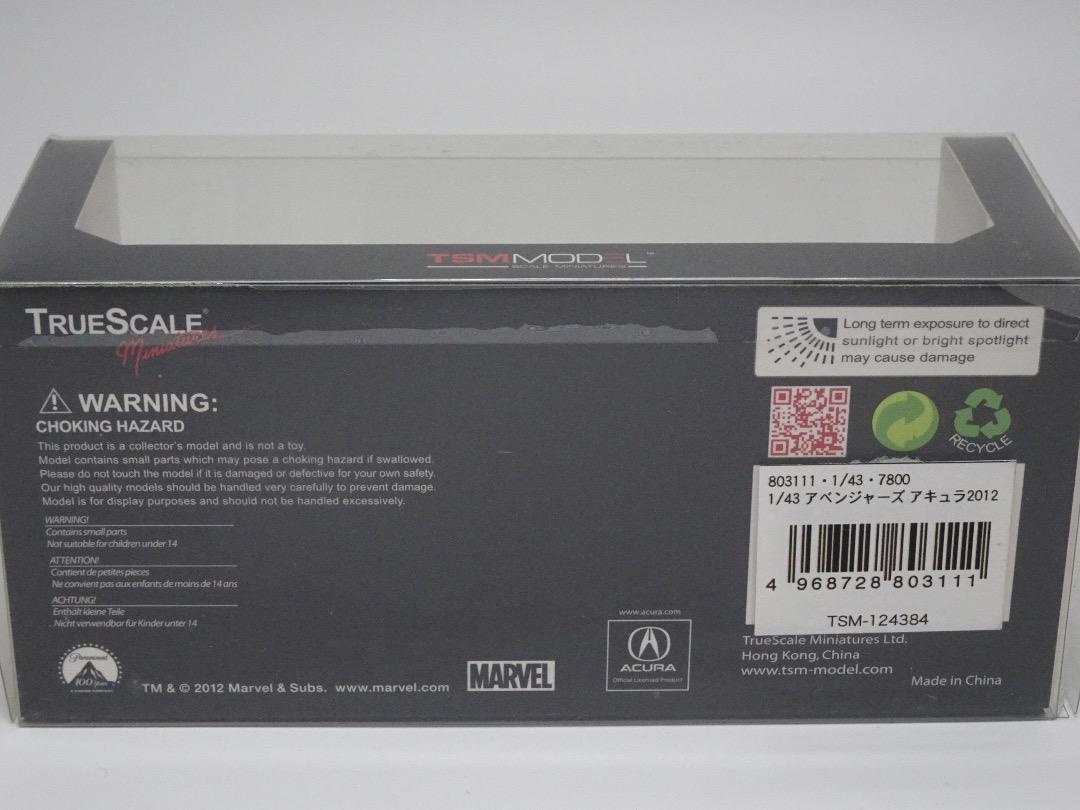 TSMMODEL™
SCALE MINIATURES
TRUESCALE®
Miniatures
WARNING:
CHOKING HAZARD
This product is a collector's model and is not a toy.
Model contains small parts which may pose a choking hazard if swallowed.
Please do not touch the model if it is damaged or defective for your own safety.
Our high quality models should be handled very carefully to prevent damage.
Model is for display purposes and should not be handled excessively.
WARNING!
Contains small parts
Not suitable for children under 14
ATTENTION!
Contient de petites pieces
Ne convient pas aux enfants de moins de 14 ans
ACHTUNG!
Enthält kleine Teile
Nicht verwendbar für Kinder unter 14
Paramount
100 Years
TM & © 2012 Marvel & Subs. www.marvel.com
MARVEL
www.acura.com
ACURA
Official Licensed Product
Long term exposure to direct
sunlight or bright spotlight
may cause damage
RECYCLE
803111・1/43・7800
1/43 アベンジャーズ アキュラ2012
4 968728 803111
TSM-124384
TrueScale Miniatures Ltd.
Hong Kong, China
www.tsm-model.com
Made in China